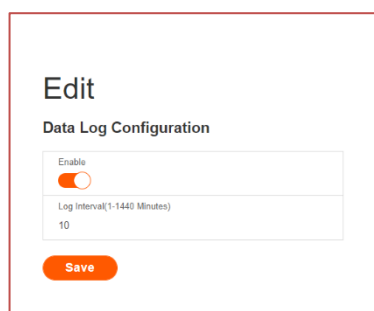 Edit
Data Log Configuration
Enable
Log Interval(1-1440 Minutes)
10
Save